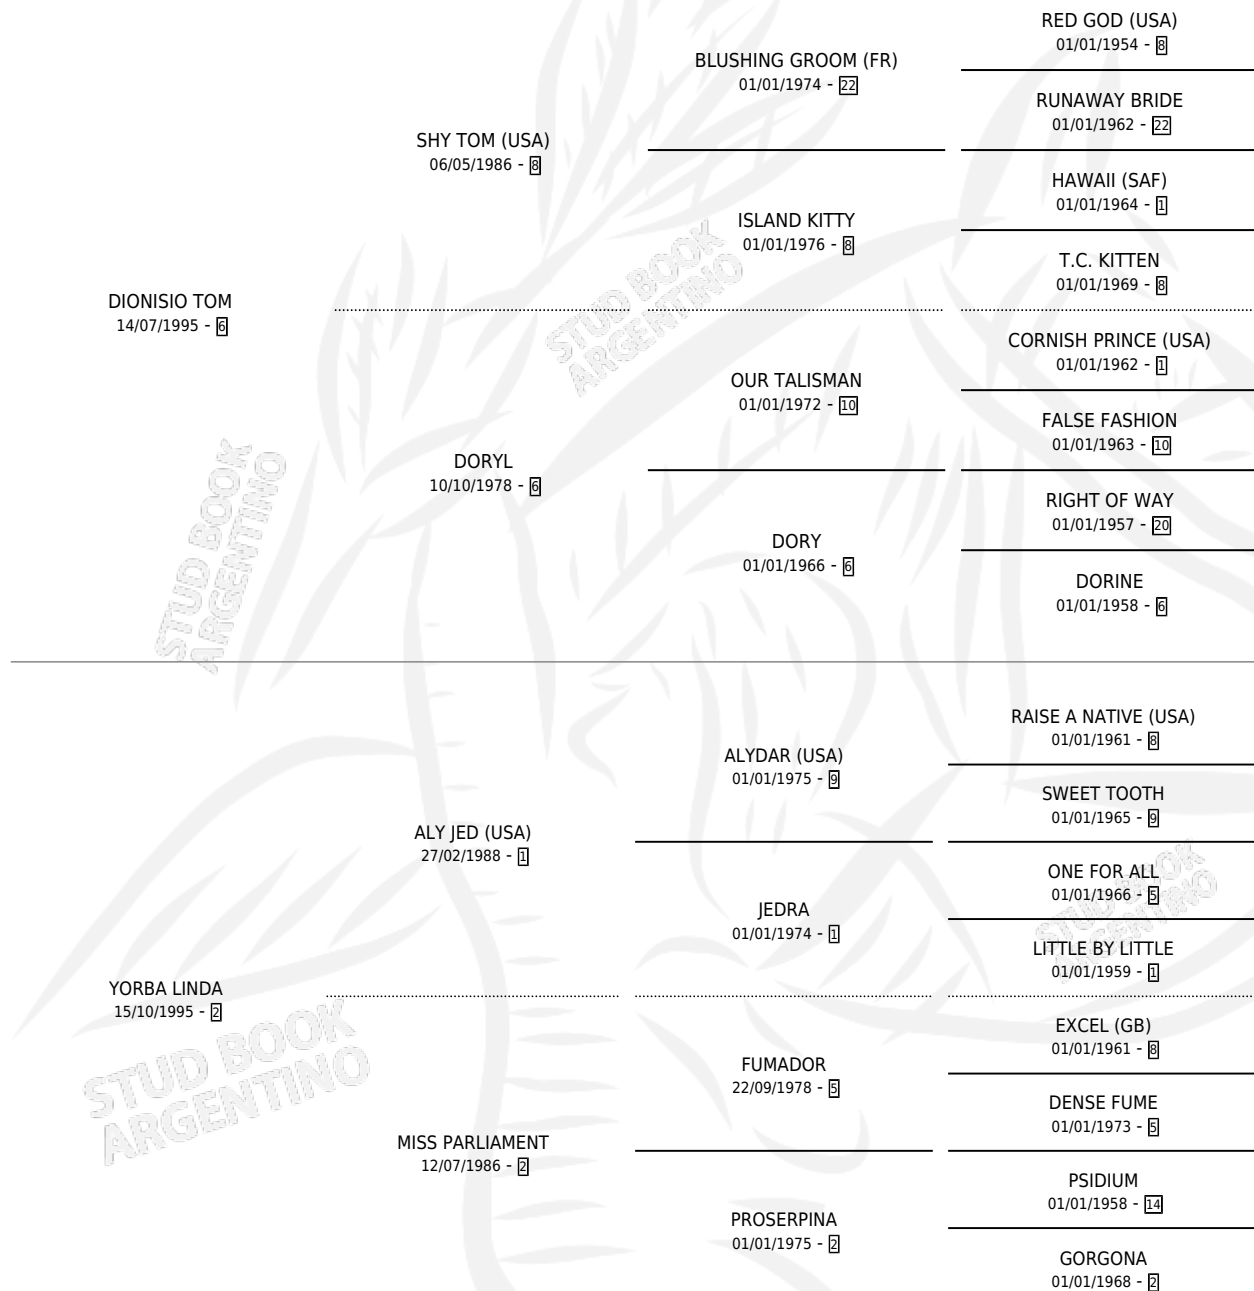 RED GOD (USA)
01/01/1954 - 8
BLUSHING GROOM (FR)
01/01/1974 - 22
RUNAWAY BRIDE
01/01/1962 - 22
SHY TOM (USA)
06/05/1986 - 8
HAWAII (SAF)
01/01/1964 - 1
ISLAND KITTY
01/01/1976 - 8
T.C. KITTEN
01/01/1969 - 8
DIONISIO TOM
14/07/1995 - 6
STUD BOOK
ARGENTINO
CORNISH PRINCE (USA)
01/01/1962 - 1
OUR TALISMAN
01/01/1972 - 10
FALSE FASHION
01/01/1963 - 10
DORYL
10/10/1978 - 6
RIGHT OF WAY
01/01/1957 - 20
DORY
01/01/1966 - 6
DORINE
01/01/1958 - 6
STUD BOOK
ARGENTINO
RAISE A NATIVE (USA)
01/01/1961 - 8
ALYDAR (USA)
01/01/1975 - 9
SWEET TOOTH
01/01/1965 - 9
ALY JED (USA)
27/02/1988 - 1
ONE FOR ALL
01/01/1966 - 5
JEDRA
01/01/1974 - 1
LITTLE BY LITTLE
01/01/1959 - 1
STUD BOOK
ARGENTINO
YORBA LINDA
15/10/1995 - 2
EXCEL (GB)
01/01/1961 - 8
FUMADOR
22/09/1978 - 5
DENSE FUME
01/01/1973 - 5
STUD BOOK
ARGENTINO
MISS PARLIAMENT
12/07/1986 - 2
PSIDIUM
01/01/1958 - 14
PROSERPINA
01/01/1975 - 2
GORGONA
01/01/1968 - 2